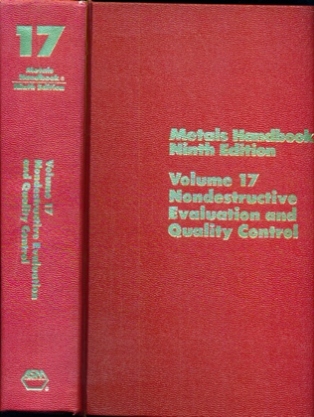 17
Metals
Handbook®
Ninth Edition
Volume 17
Nondestructive Evaluation
and Quality Control
ASM
Metals Handbook
Ninth Edition
Volume 17
Nondestructive
Evaluation and
Quality Control